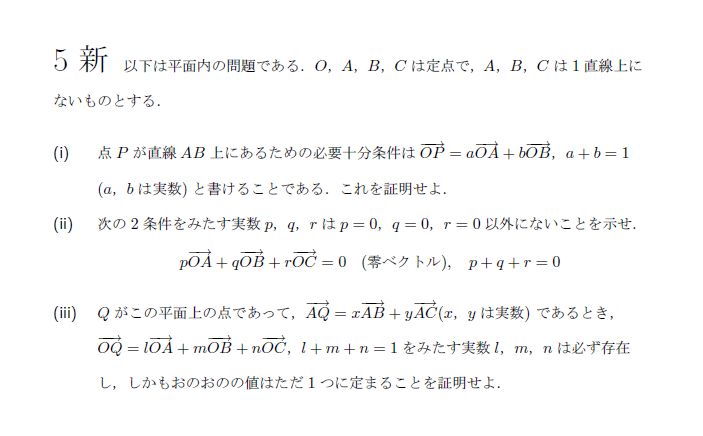 5 新 以下は平面内の問題である．O，A，B，C は定点で，A，B，C は 1 直線上に
ないものとする．
(i) 点 P が直線 AB 上にあるための必要十分条件は $\overrightarrow{OP} = a\overrightarrow{OA} + b\overrightarrow{OB}$，a + b = 1
(a，b は実数) と書けることである．これを証明せよ．
(ii) 次の 2 条件をみたす実数 p，q，r は p = 0，q = 0，r = 0 以外にないことを示せ．
$p\overrightarrow{OA} + q\overrightarrow{OB} + r\overrightarrow{OC} = 0$ (零ベクトル), p + q + r = 0
(iii) Q がこの平面上の点であって，$\overrightarrow{AQ} = x\overrightarrow{AB} + y\overrightarrow{AC}$(x，y は実数) であるとき，
$\overrightarrow{OQ} = l\overrightarrow{OA} + m\overrightarrow{OB} + n\overrightarrow{OC}$，l + m + n = 1 をみたす実数 l，m，n は必ず存在
し，しかもおのおのの値はただ 1 つに定まることを証明せよ．